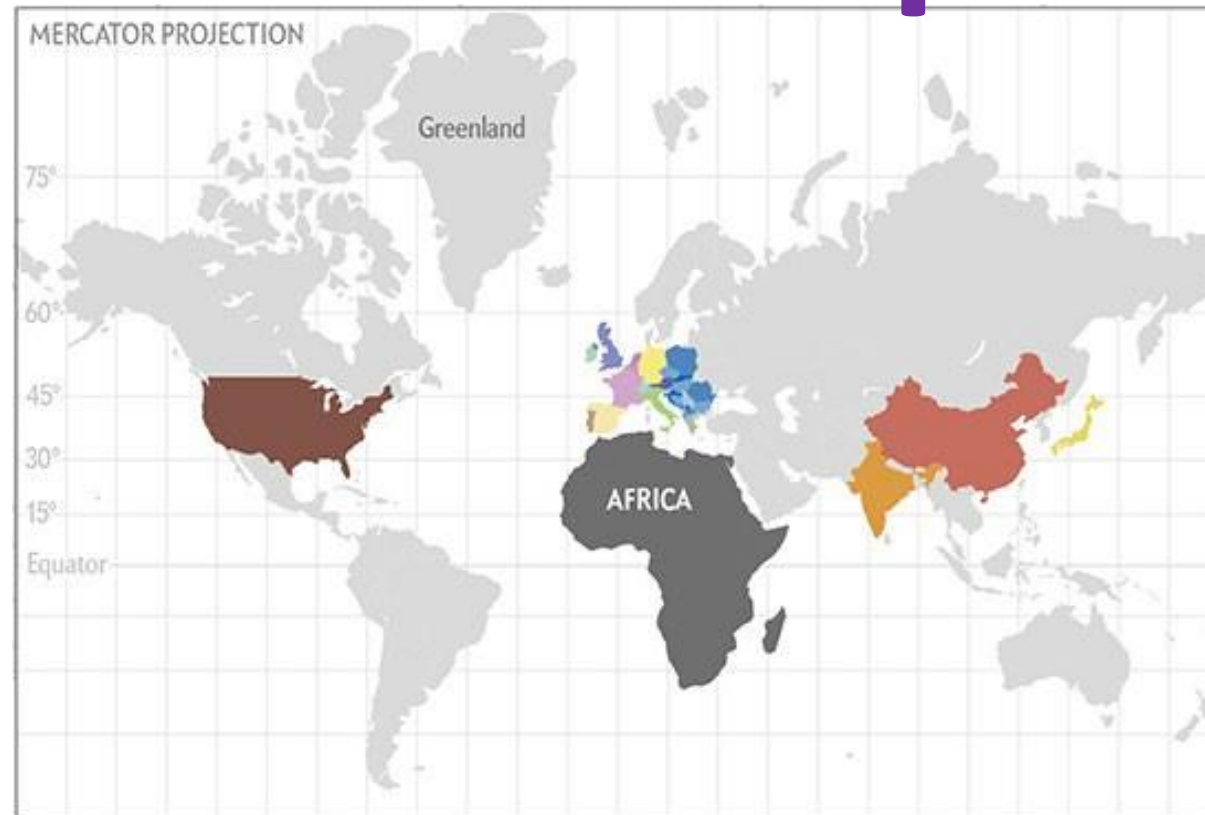 MERCATOR PROJECTION
Greenland
75°
60°
45°
30°
AFRICA
15°
Equator